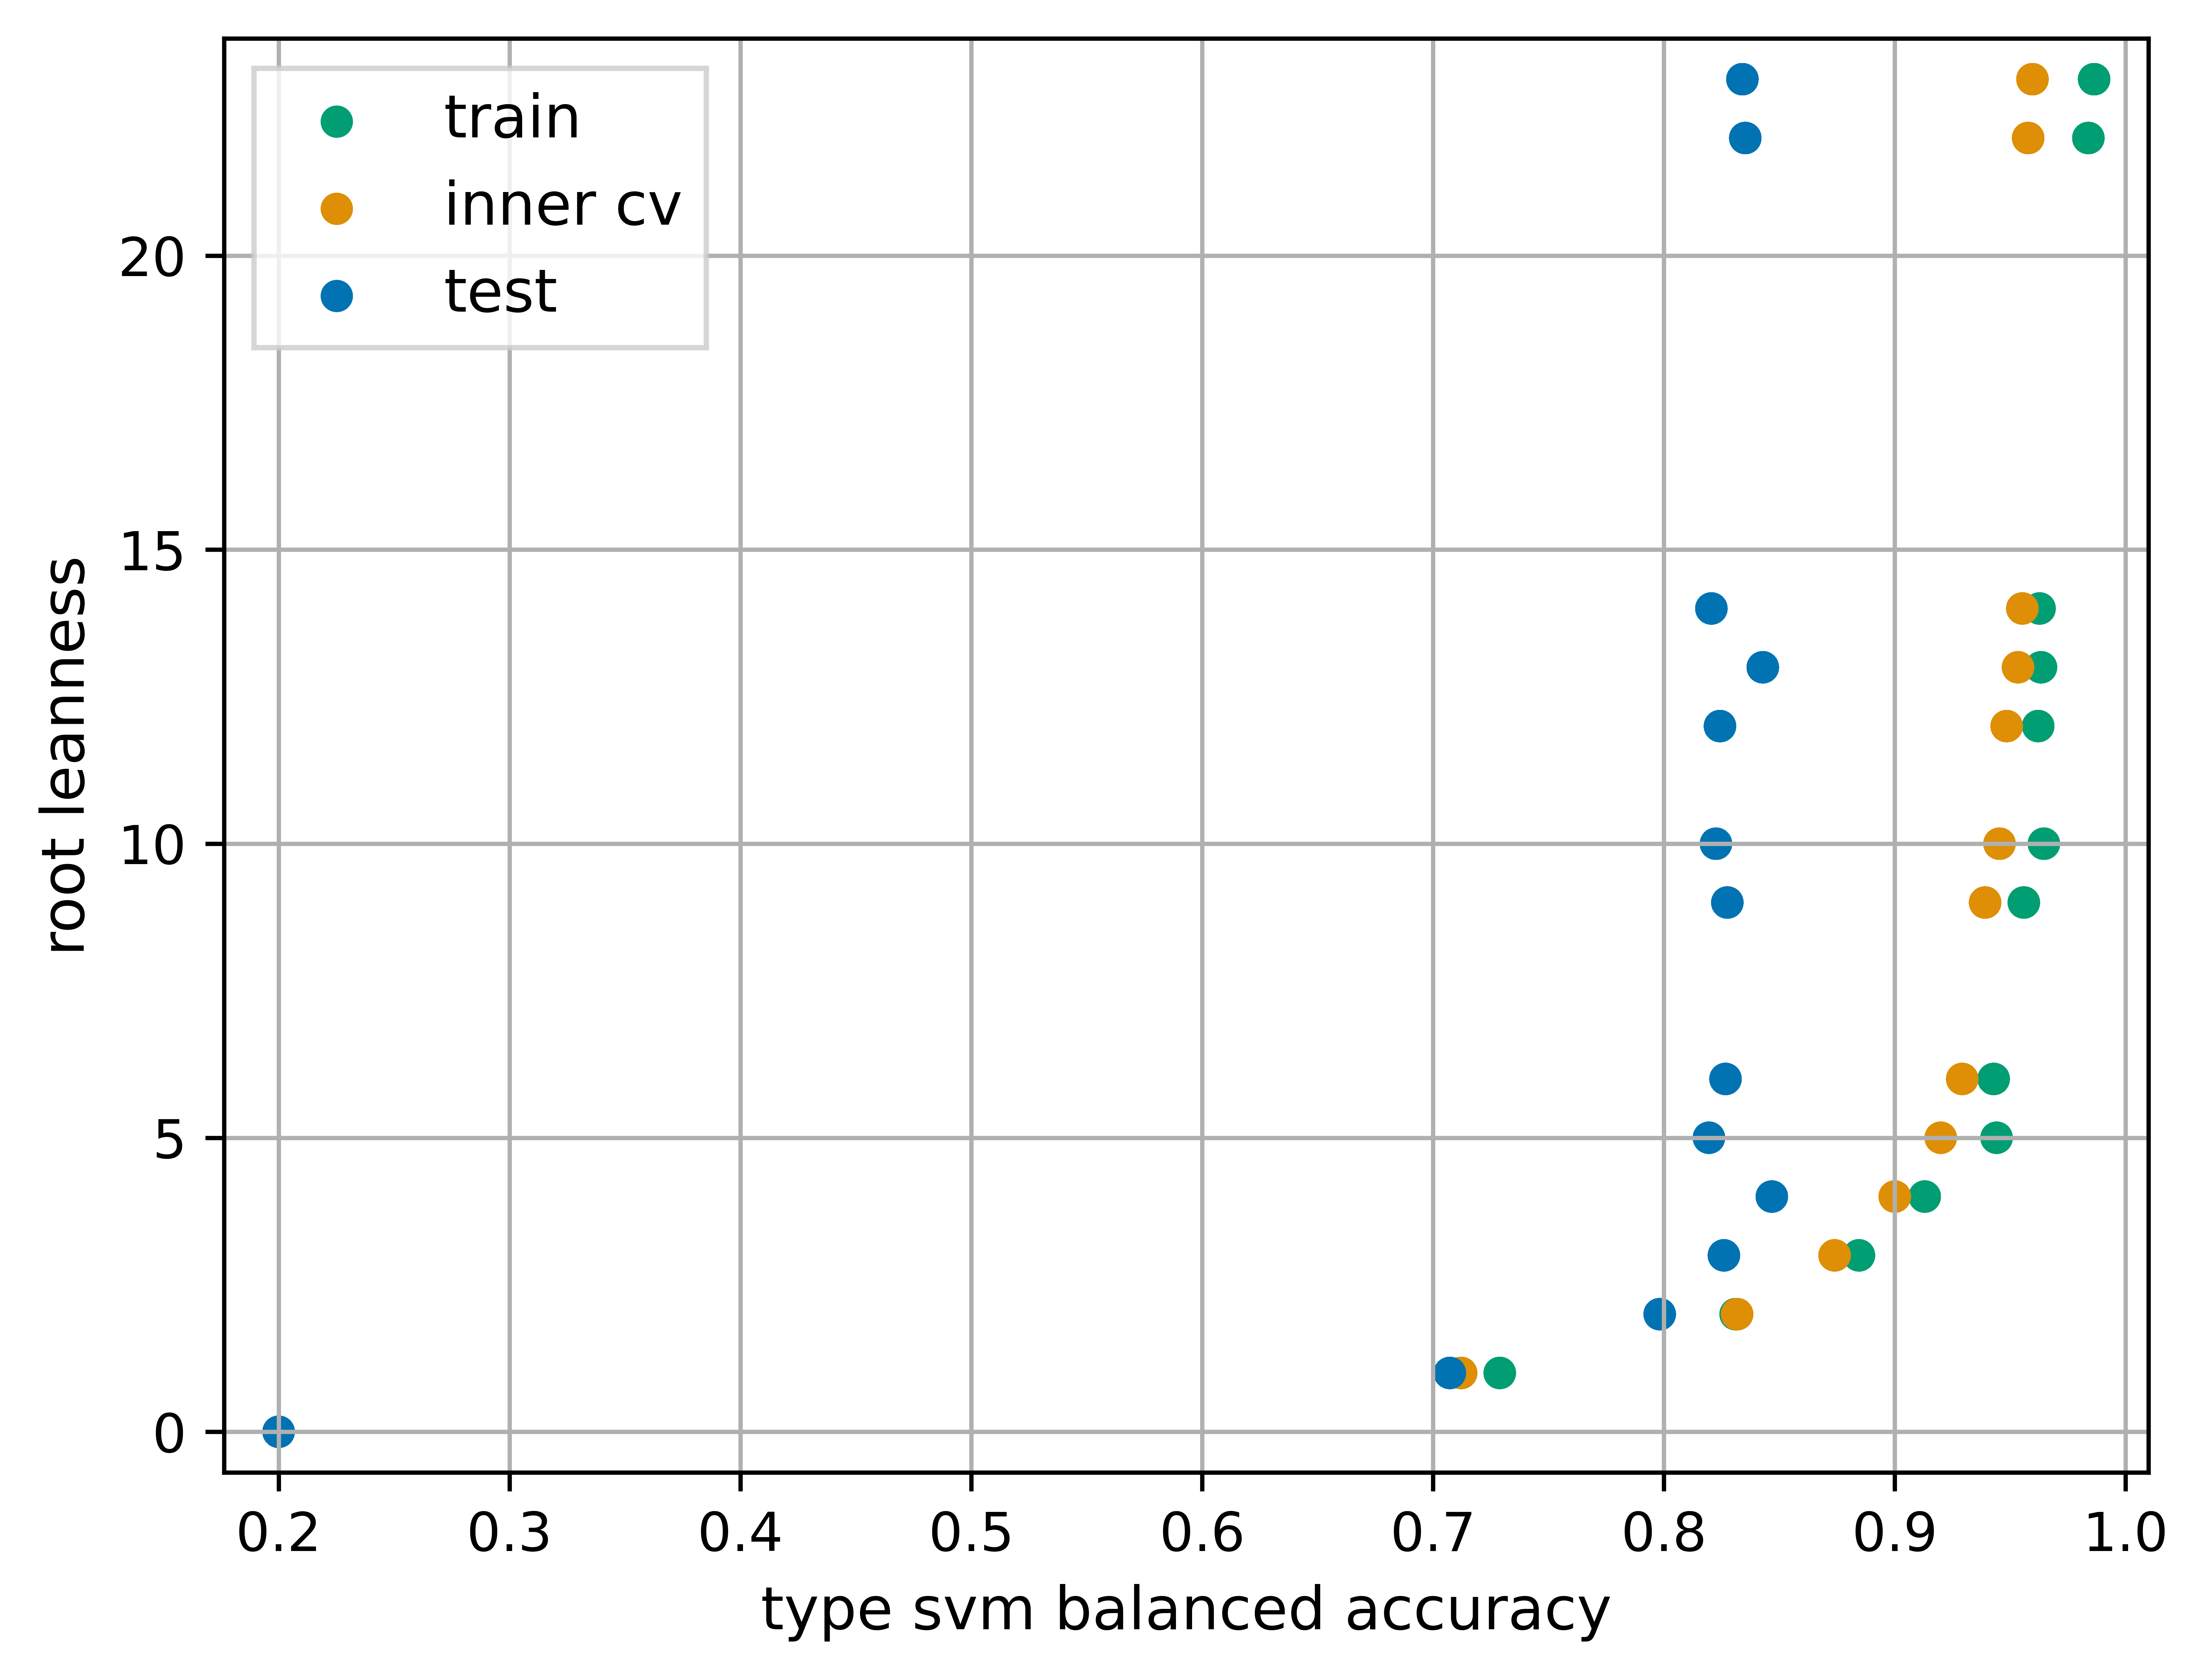 train
inner cv
test
20
15
10
5
0
root leanness
0.2 0.3 0.4 0.5 0.6 0.7 0.8 0.9 1.0
type svm balanced accuracy